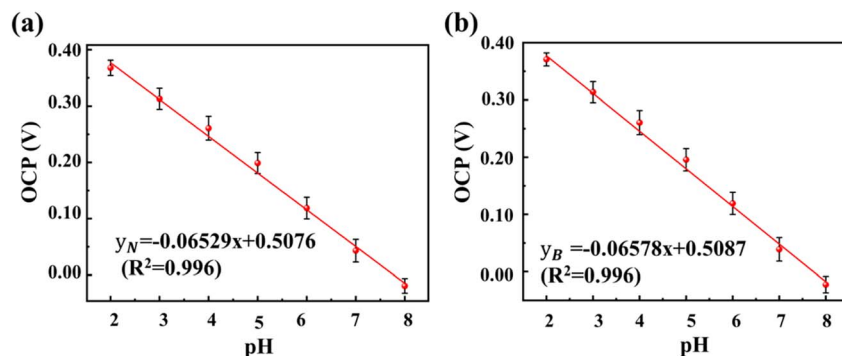 (a)
0.40
0.30
0.20
0.10
0.00
OCP (V)
y_N=-0.06529x+0.5076
(R²=0.996)
2 3 4 5 6 7 8
pH
(b)
0.40
0.30
0.20
0.10
0.00
OCP (V)
y_B =-0.06578x+0.5087
(R²=0.996)
2 3 4 5 6 7 8
pH